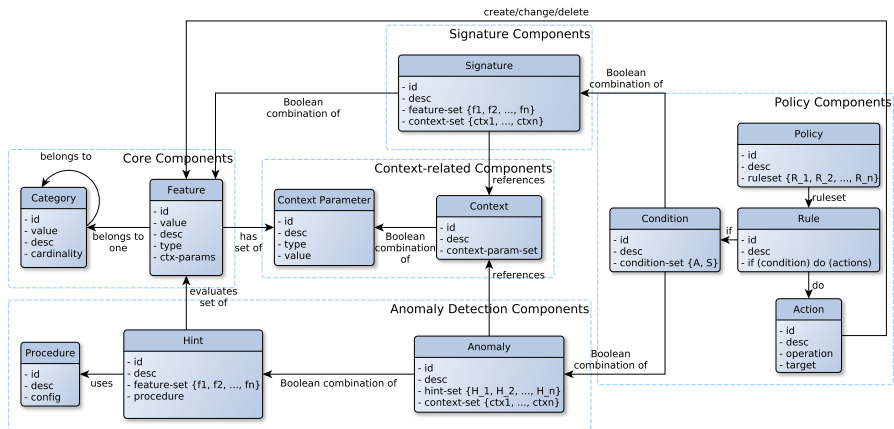 create/change/delete
Signature Components
Signature
- id
- desc
- feature-set {f1, f2, ..., fn}
- context-set {ctx1, ..., ctxn}
Boolean
combination of
Boolean
combination of
Policy Components
Policy
- id
- desc
- ruleset {R_1, R_2, ..., R_n}
ruleset
Rule
- id
- desc
- if (condition) do (actions)
if
do
Condition
- id
- desc
- condition-set {A, S}
Action
- id
- desc
- operation
- target
Core Components
belongs to
Category
- id
- value
- desc
- cardinality
belongs to
one
Feature
- id
- value
- desc
- type
- ctx-params
has
set of
Context-related Components
Context Parameter
- id
- desc
- type
- value
Boolean
combination
of
references
Context
- id
- desc
- context-param-set
references
evaluates
set of
Anomaly Detection Components
Procedure
- id
- desc
- config
uses
Hint
- id
- desc
- feature-set {f1, f2, ..., fn}
- procedure
Boolean combination of
Anomaly
- id
- desc
- hint-set {H_1, H_2, ..., H_n}
- context-set {ctx1, ..., ctxn}
Boolean
combination of